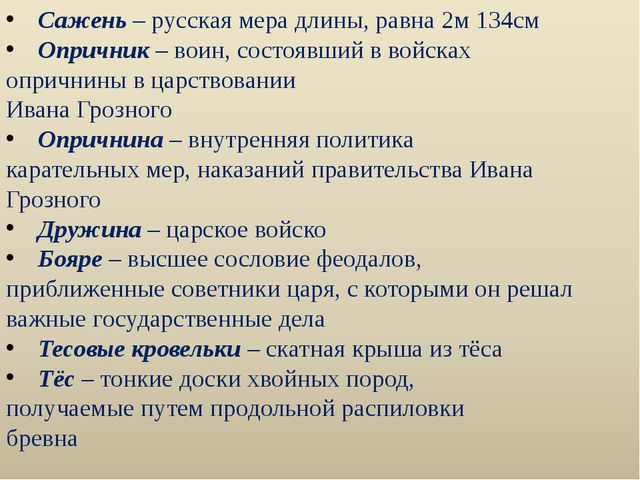 • Сажень – русская мера длины, равна 2м 134см
• Опричник – воин, состоявший в войсках
опричнины в царствовании
Ивана Грозного
• Опричнина – внутренняя политика
карательных мер, наказаний правительства Ивана
Грозного
• Дружина – царское войско
• Бояре – высшее сословие феодалов,
приближенные советники царя, с которыми он решал
важные государственные дела
• Тесовые кровельки – скатная крыша из тёса
• Тёс – тонкие доски хвойных пород,
получаемые путем продольной распиловки
бревна